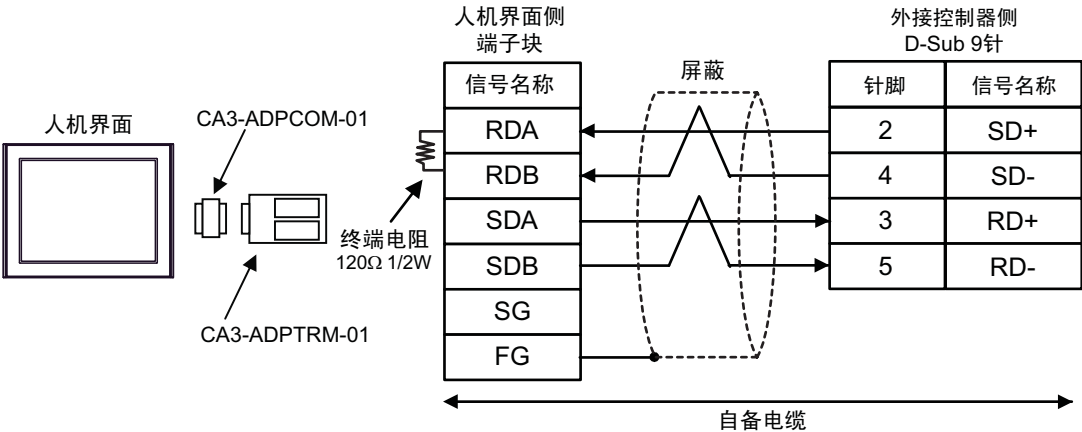 人机界面
CA3-ADPCOM-01
CA3-ADPTRM-01
终端电阻
120Ω 1/2W
人机界面侧
端子块
信号名称
RDA
RDB
SDA
SDB
SG
FG
屏蔽
外接控制器侧
D-Sub 9针
针脚 信号名称
2 SD+
4 SD-
3 RD+
5 RD-
自备电缆